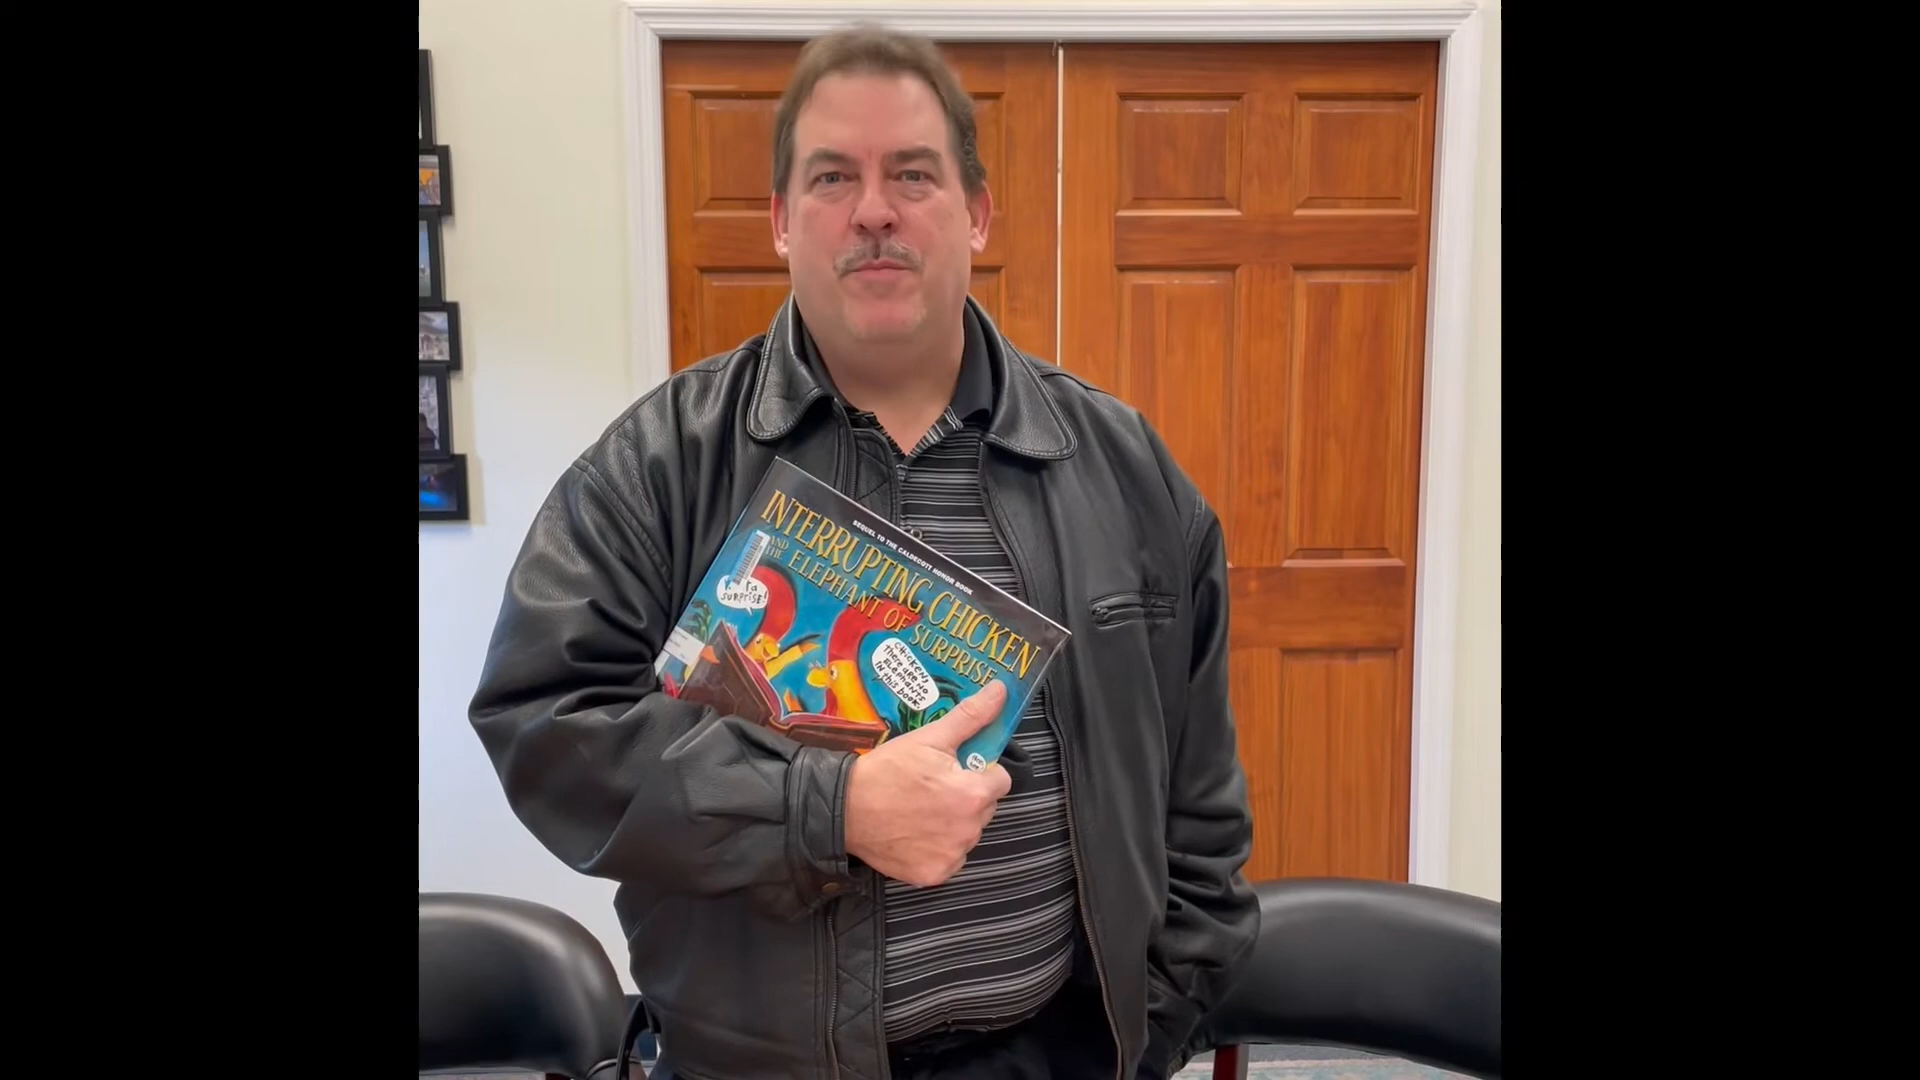 SEQUEL TO THE CALDECOTT HONOR BOOK
INTERRUPTING CHICKEN
AND
THE
ELEPHANT OF SURPRISE
SURPRISE!
CHICKEN,
there are no
ELEPHANTS
IN this book.